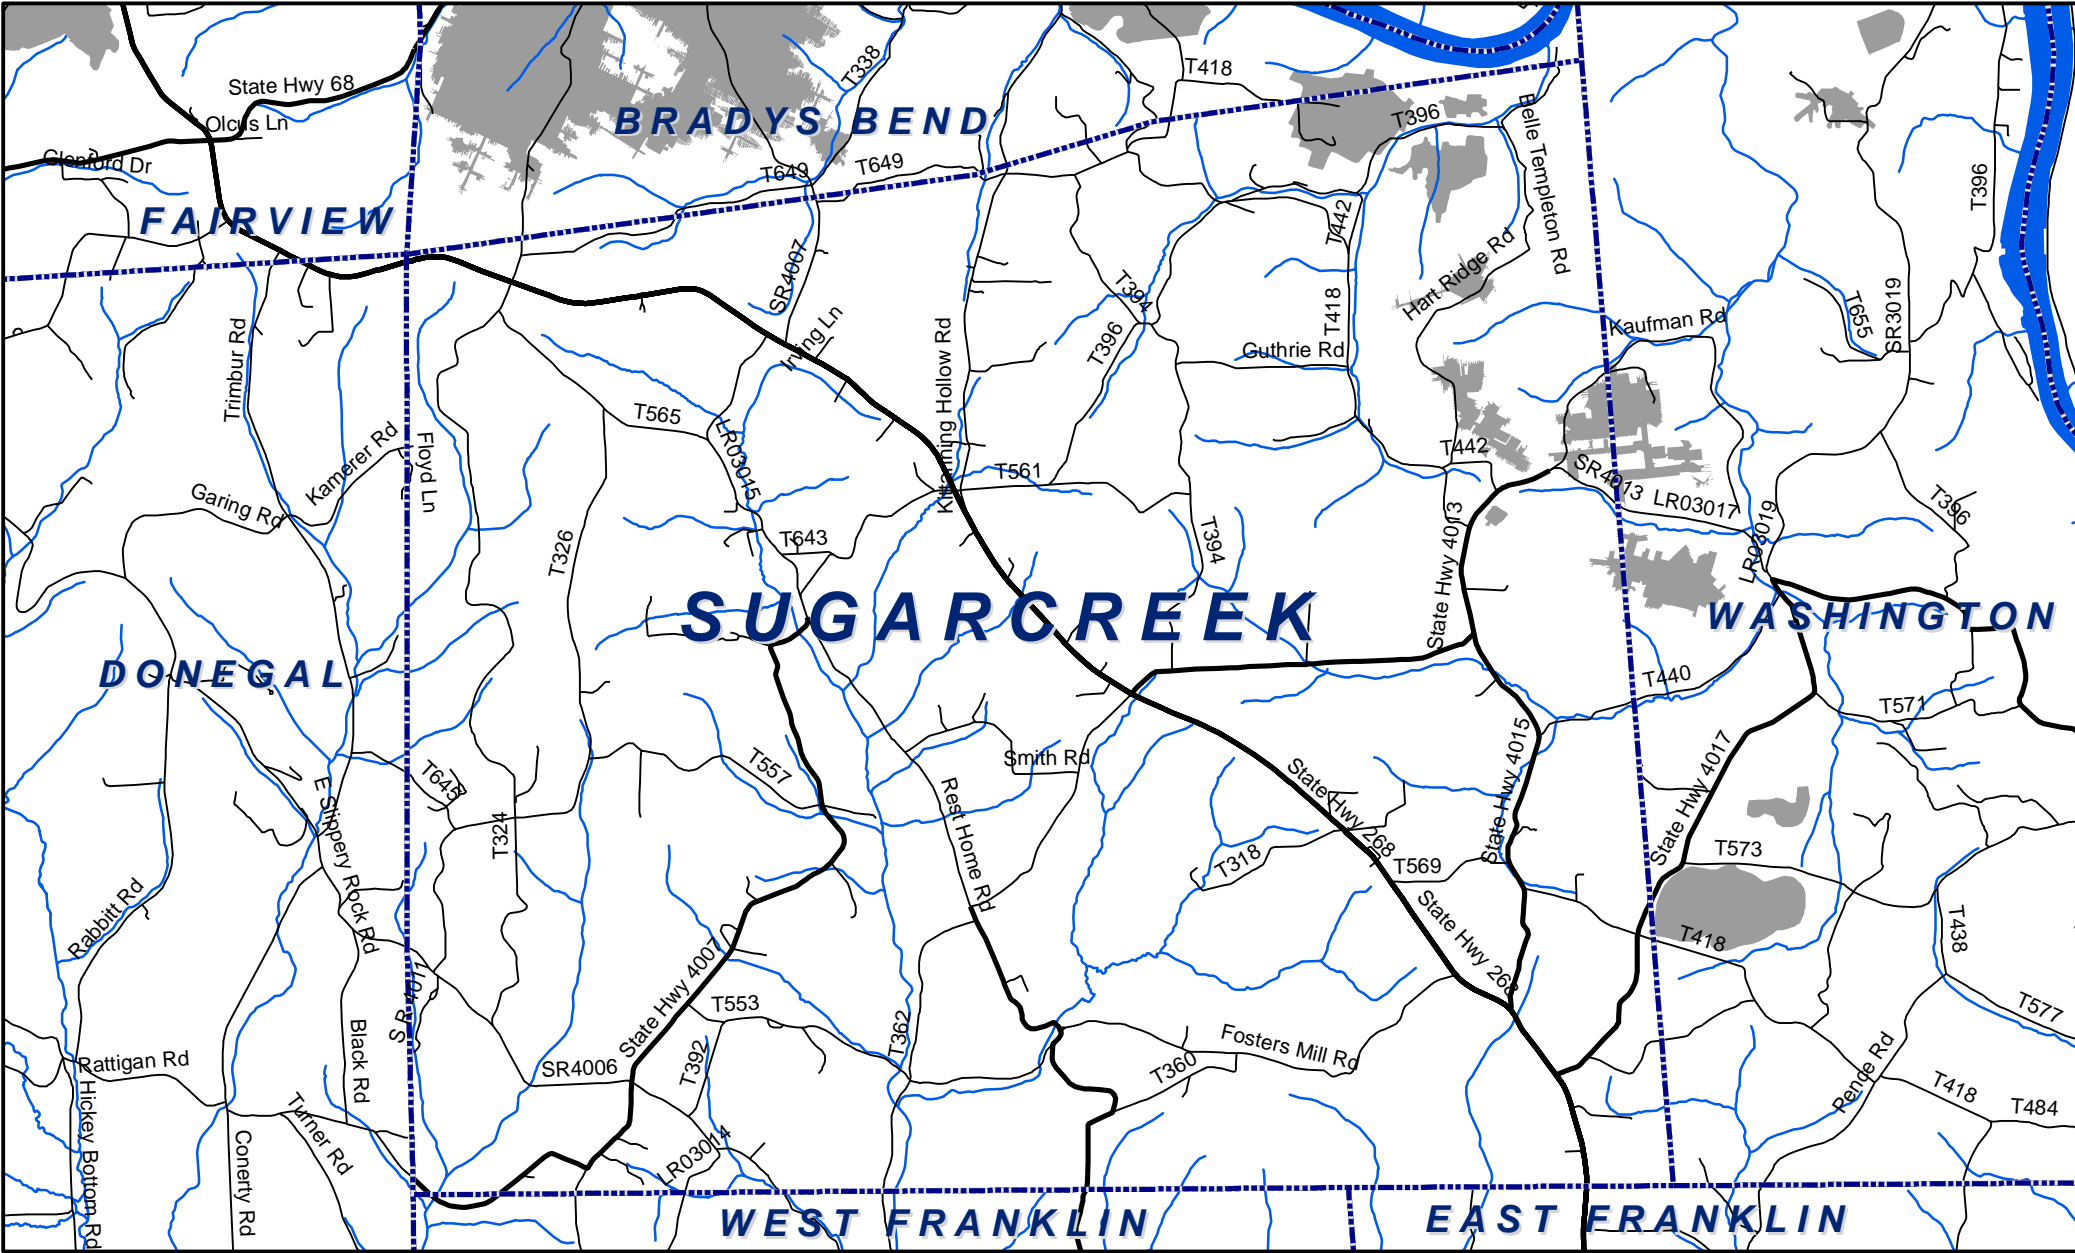 State Hwy 68
Olcus Ln
Glenford Dr
FAIRVIEW
BRADYS BEND
T338
T418
T649
T649
T396
Belle Templeton Rd
T442
Hart Ridge Rd
T396
SR4007
Irving Ln
T394
T396
T418
Guthrie Rd
Kaufman Rd
T655
SR3019
Trimbur Rd
Kittanning Hollow Rd
T565
LR03015
Kamerer Rd
Floyd Ln
Garing Rd
T561
T442
SR4013
LR03017
LR03019
T396
T326
T643
T394
State Hwy 4013
SUGARCREEK
WASHINGTON
DONEGAL
T440
T571
T645
T557
Smith Rd
State Hwy 268
State Hwy 4015
State Hwy 4017
E Slippery Rock Rd
T324
Rest Home Rd
T318
T569
T573
Rabbitt Rd
State Hwy 268
T418
T438
SR 4011
State Hwy 4007
T553
T362
T577
Rattigan Rd
Black Rd
SR4006
T392
T360
Fosters Mill Rd
Pence Rd
T418
T484
Hickey Bottom Rd
Turner Rd
Conerty Rd
LR03014
WEST FRANKLIN
EAST FRANKLIN